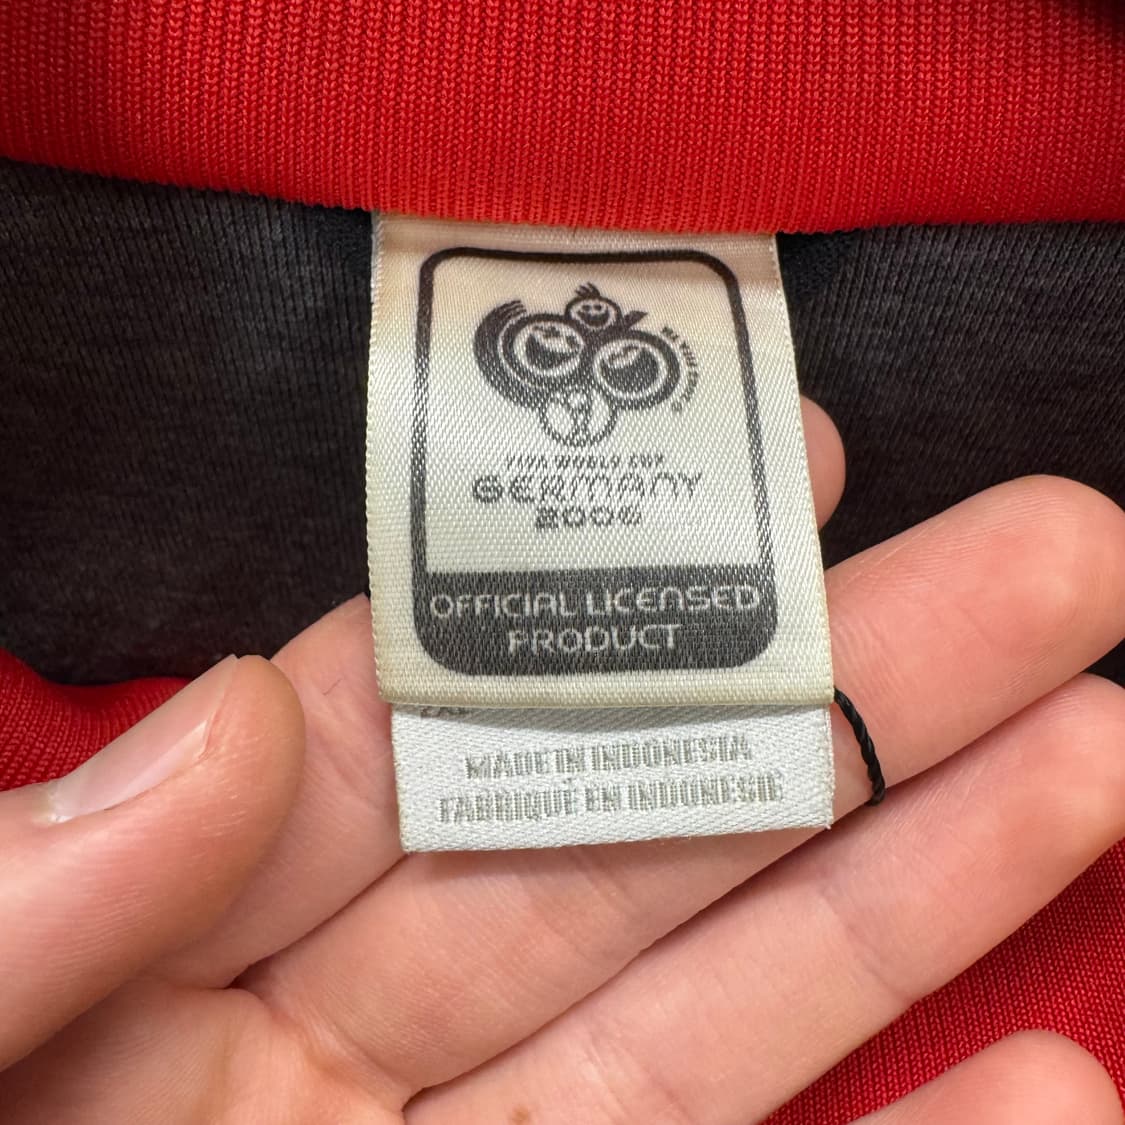 FIFA WORLD CUP
GERMANY
2006
OFFICIAL LICENSED
PRODUCT
MADE IN INDONESIA
FABRIQUÉ EN INDONESIE